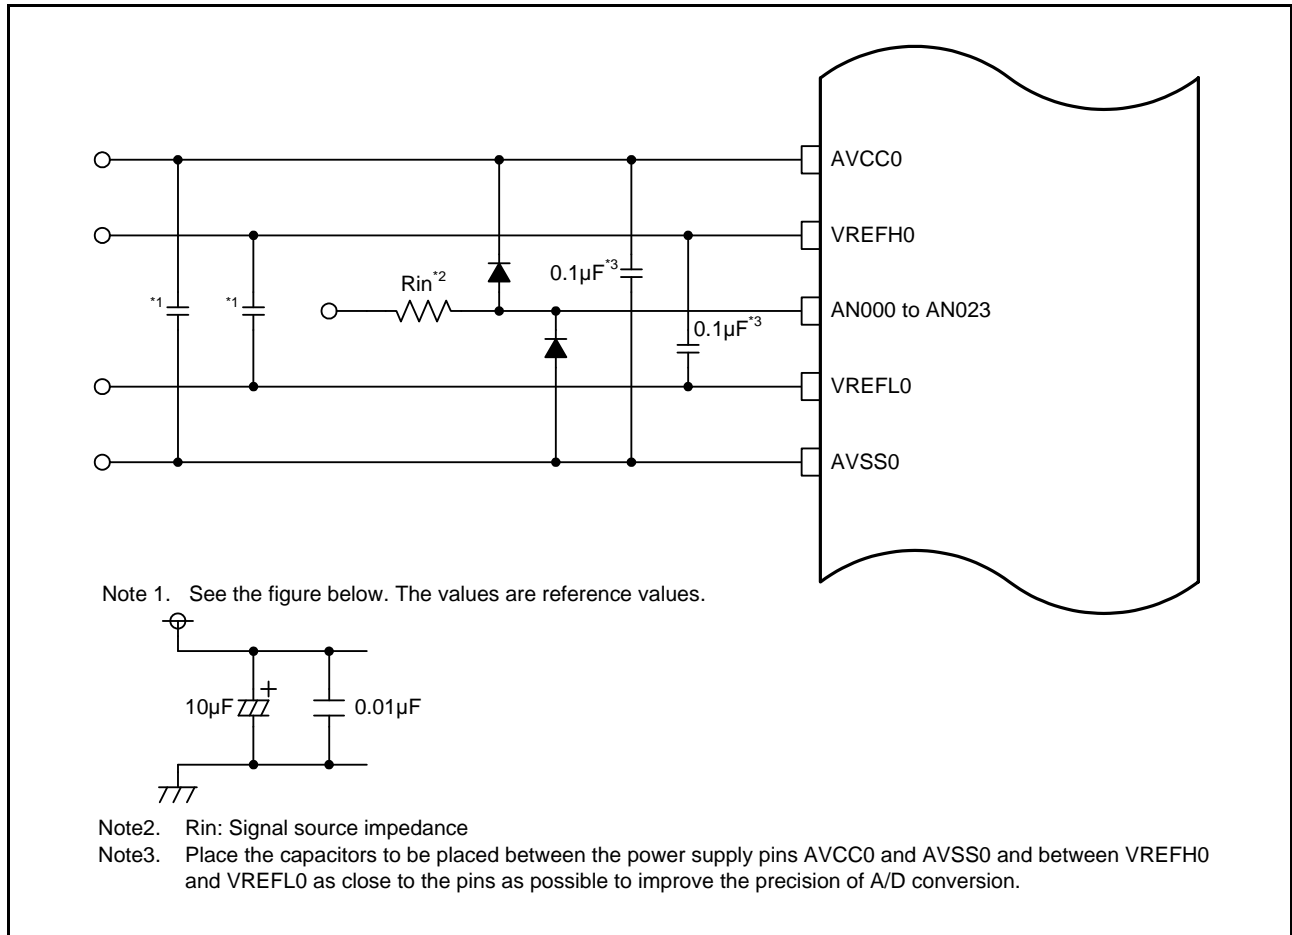 AVCC0
VREFH0
Rin*2
0.1µF*3
*1
*1
AN000 to AN023
0.1µF*3
VREFL0
AVSS0
Note 1. See the figure below. The values are reference values.
+
10µF
0.01µF
Note2. Rin: Signal source impedance
Note3. Place the capacitors to be placed between the power supply pins AVCC0 and AVSS0 and between VREFH0
and VREFL0 as close to the pins as possible to improve the precision of A/D conversion.